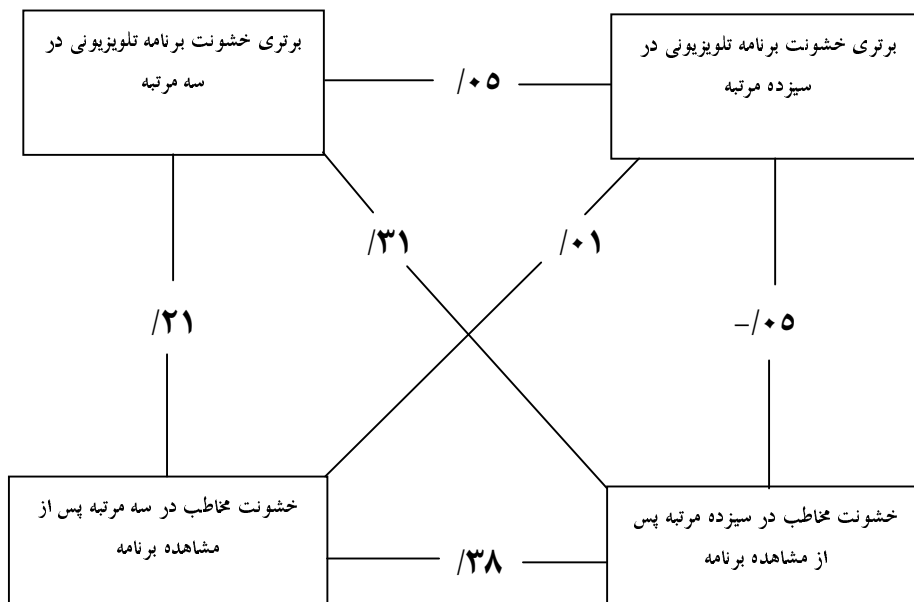 برتری خشونت برنامه تلویزیونی در
سیزده مرتبه
/۰۵
برتری خشونت برنامه تلویزیونی در
سه مرتبه
/۰۱
/۳۱
–/۰۵
/۲۱
خشونت مخاطب در سیزده مرتبه پس
از مشاهده برنامه
/۳۸
خشونت مخاطب در سه مرتبه پس از
مشاهده برنامه